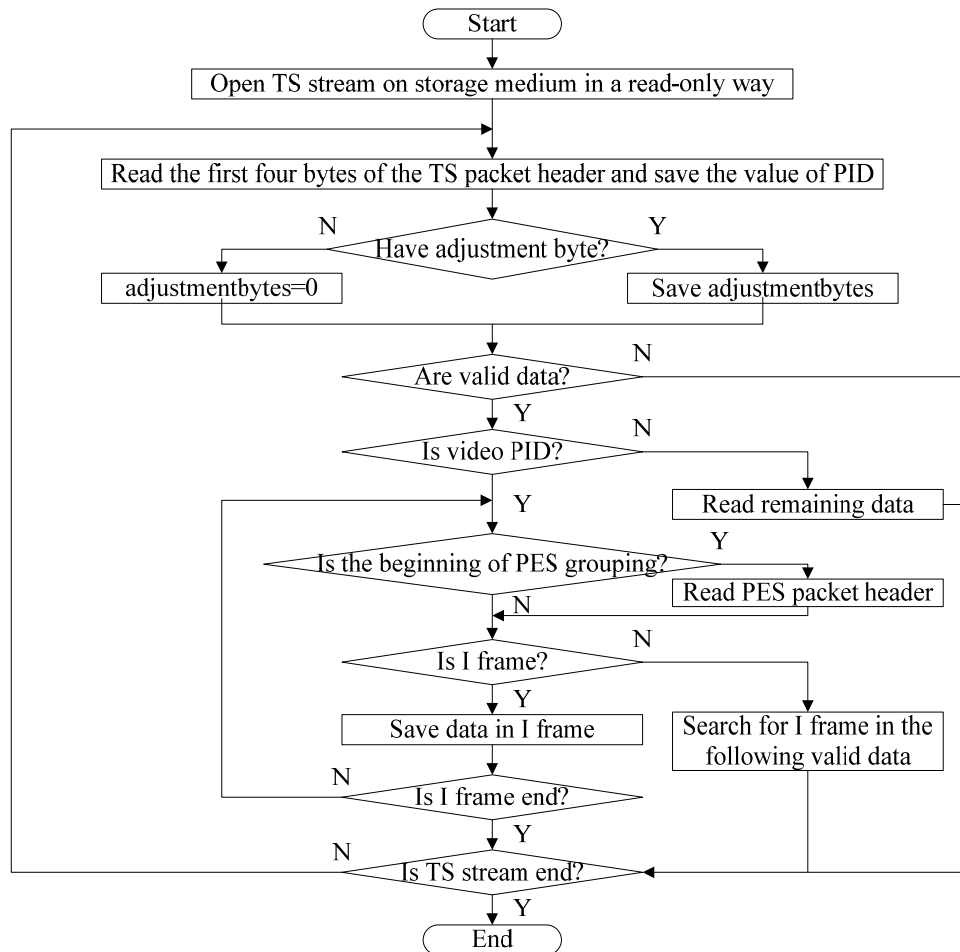 Start
Open TS stream on storage medium in a read-only way
Read the first four bytes of the TS packet header and save the value of PID
N
Y
Have adjustment byte?
adjustmentbytes=0
Save adjustmentbytes
N
Are valid data?
Y
N
Is video PID?
Y
Read remaining data
Y
Is the beginning of PES grouping?
Read PES packet header
N
N
Is I frame?
Y
Save data in I frame
Search for I frame in the
following valid data
N
Is I frame end?
Y
N
Is TS stream end?
Y
End